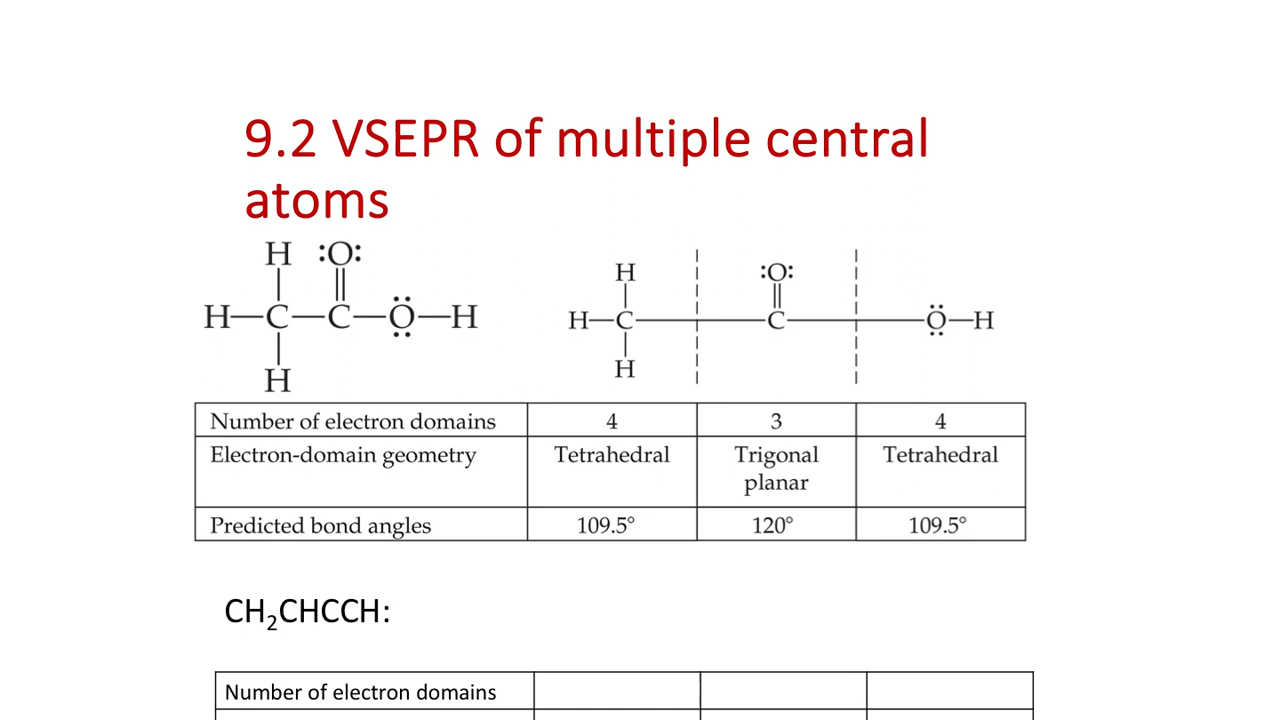 9.2 VSEPR of multiple central
atoms
H :O:
H—C—C—Ö—H
H
H :O:
H—C C Ö—H
H
Number of electron domains 4 3 4
Electron-domain geometry Tetrahedral Trigonal planar Tetrahedral
Predicted bond angles 109.5° 120° 109.5°
CH₂CHCCH:
Number of electron domains